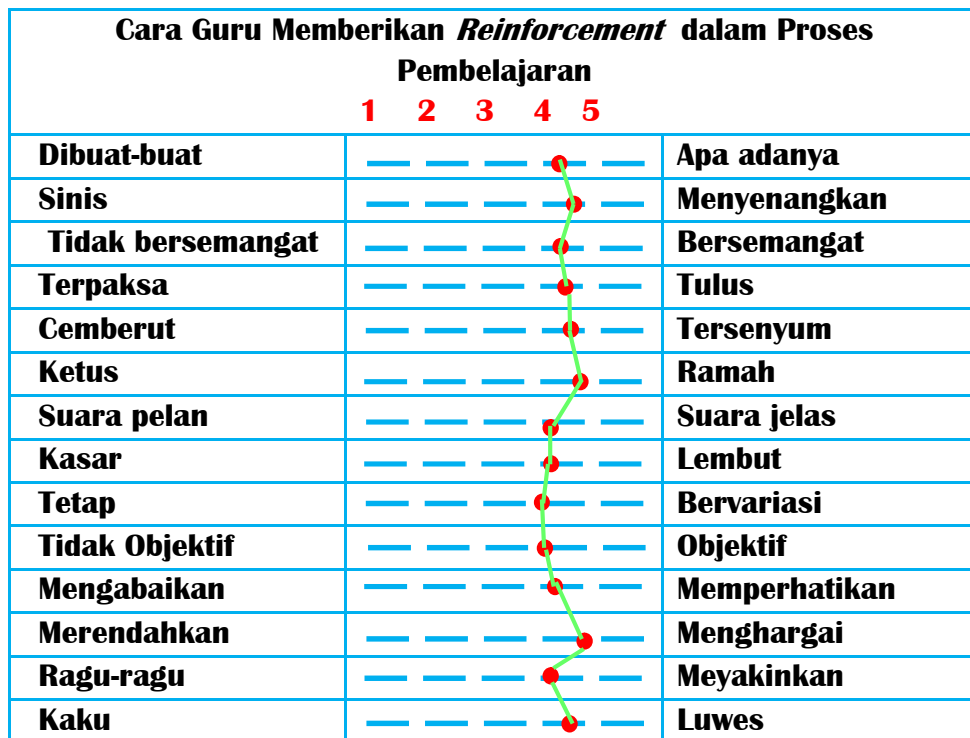 Cara Guru Memberikan Reinforcement dalam Proses
Pembelajaran
1 2 3 4 5
Dibuat-buat Apa adanya
Sinis Menyenangkan
Tidak bersemangat Bersemangat
Terpaksa Tulus
Cemberut Tersenyum
Ketus Ramah
Suara pelan Suara jelas
Kasar Lembut
Tetap Bervariasi
Tidak Objektif Objektif
Mengabaikan Memperhatikan
Merendahkan Menghargai
Ragu-ragu Meyakinkan
Kaku Luwes